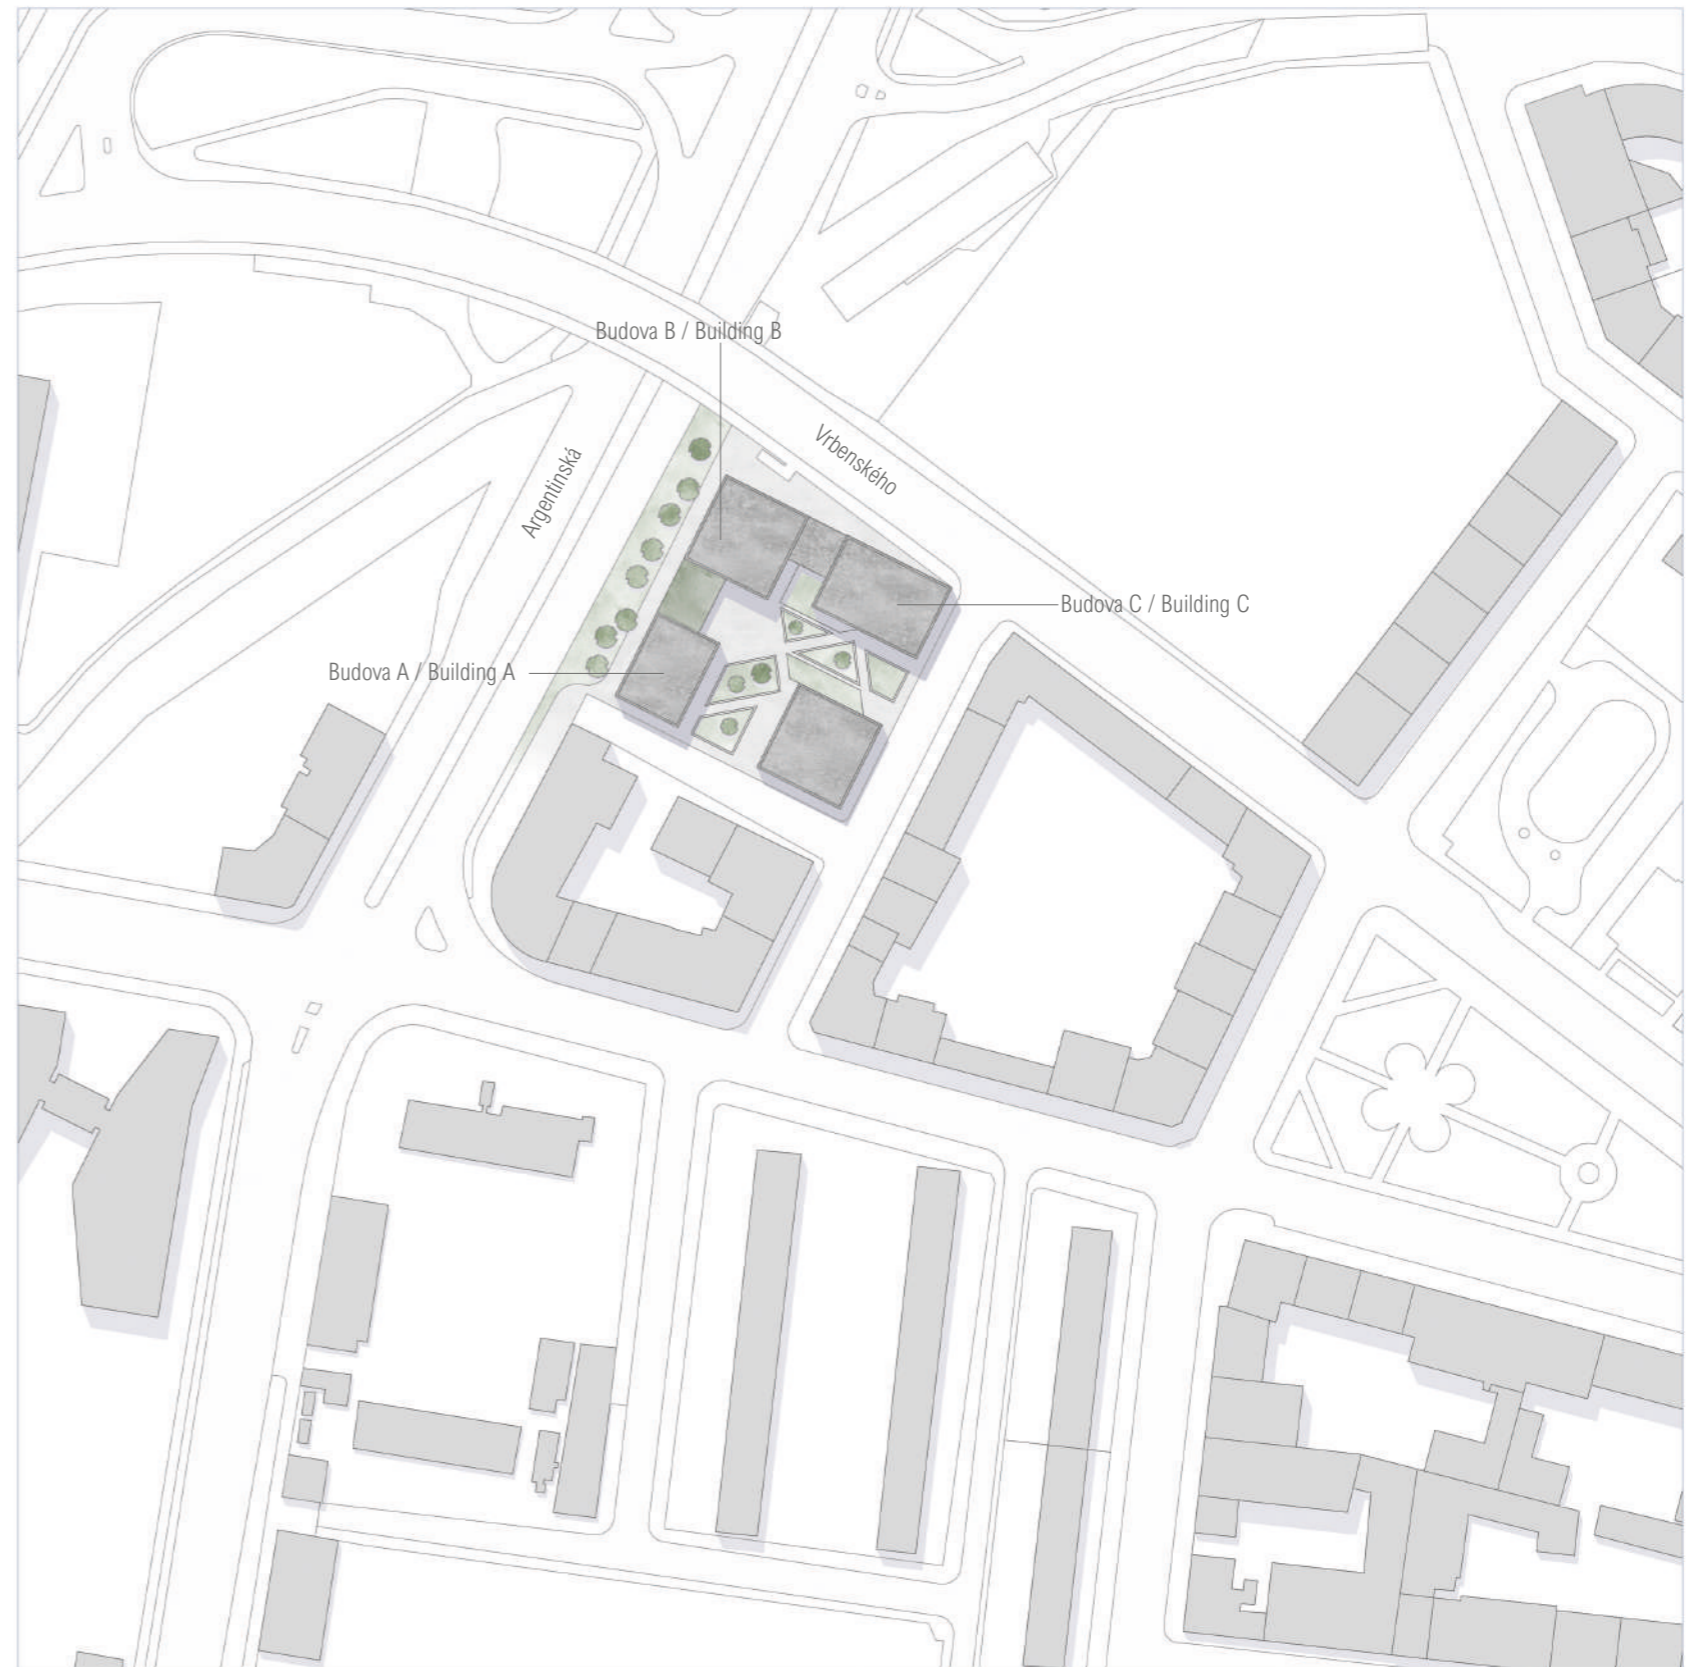 Budova B / Building B
Vrbenského
Argentinská
Budova C / Building C
Budova A / Building A